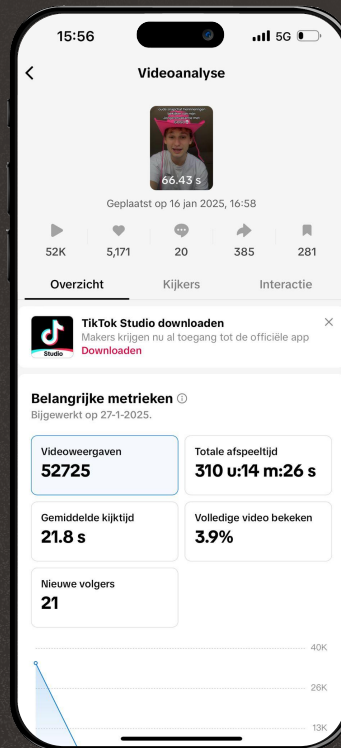 15:56
5G
Videoanalyse
66.43 s
Geplaatst op 16 jan 2025, 16:58
52K 5,171 20 385 281
Overzicht Kijkers Interactie
Studio
TikTok Studio downloaden
Makers krijgen nu al toegang tot de officiële app
Downloaden
Belangrijke metrieken
Bijgewerkt op 27-1-2025.
Videoweergaven
52725
Totale afspeeltijd
310 u:14 m:26 s
Gemiddelde kijktijd
21.8 s
Volledige video bekeken
3.9%
Nieuwe volgers
21
40K
26K
13K